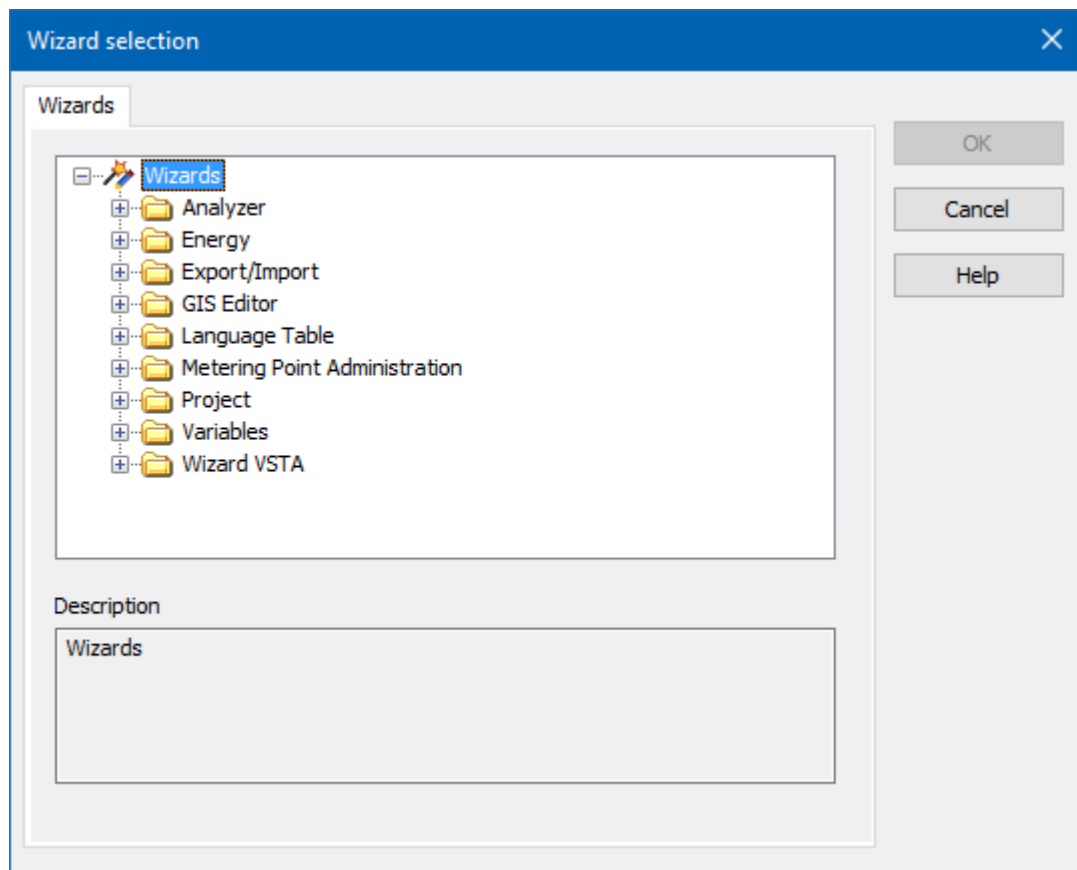 Wizard selection
Wizards
OK
Wizards
Analyzer
Cancel
Energy
Export/Import
Help
GIS Editor
Language Table
Metering Point Administration
Project
Variables
Wizard VSTA
Description
Wizards